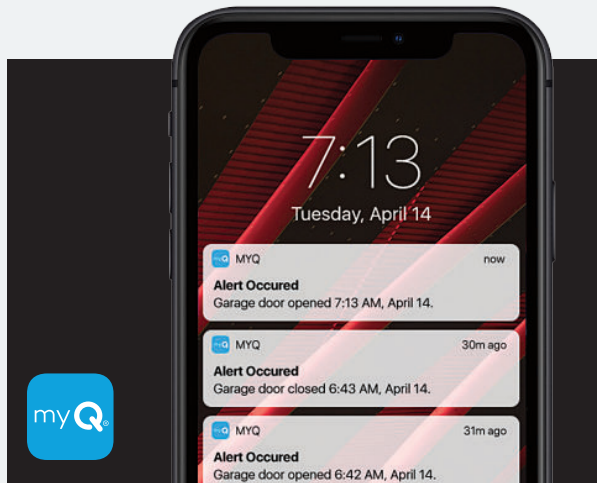 7:13
Tuesday, April 14
MYQ now
Alert Occured
Garage door opened 7:13 AM, April 14.
MYQ 30m ago
Alert Occured
Garage door closed 6:43 AM, April 14.
myQ®
MYQ 31m ago
Alert Occured
Garage door opened 6:42 AM, April 14.